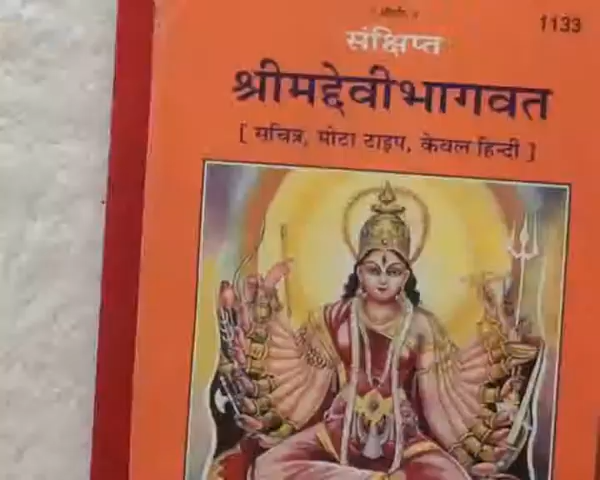 1133
संक्षिप्त
श्रीमद्देवीभागवत
[ सचित्र, मोटा टाइप, केवल हिन्दी ]